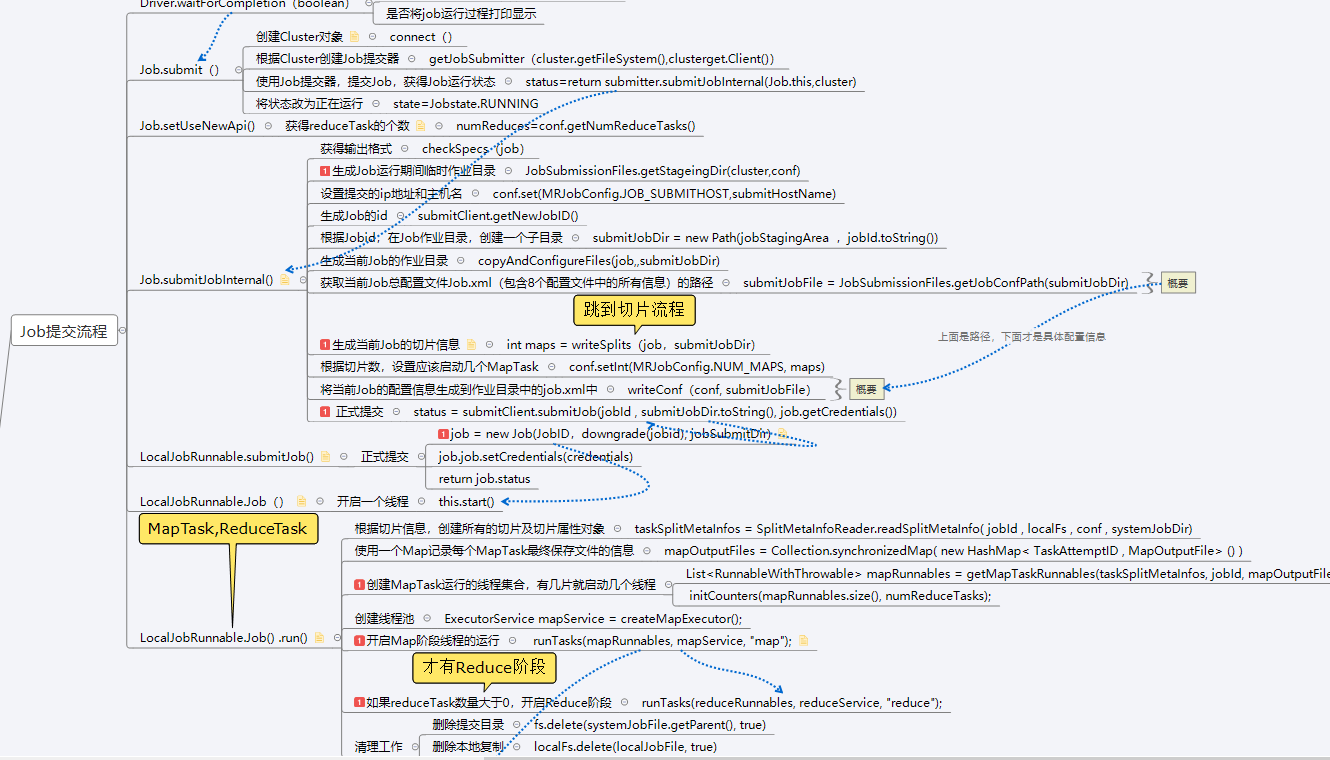 Driver.waitForCompletion（boolean）
是否将job运行过程打印显示
Job.submit（）
创建Cluster对象 connect（）
根据Cluster创建Job提交器 getJobSubmitter（cluster.getFileSystem(),clusterget.Client()）
使用Job提交器，提交Job，获得Job运行状态 status=return submitter.submitJobInternal(Job.this,cluster)
将状态改为正在运行 state=Jobstate.RUNNING
Job.setUseNewApi() 获得reduceTask的个数 numReduces=conf.getNumReduceTasks()
Job.submitJobInternal()
获得输出格式 checkSpecs（job）
1 生成Job运行期间临时作业目录 JobSubmissionFiles.getStageingDir(cluster,conf)
设置提交的ip地址和主机名 conf.set(MRJobConfig.JOB_SUBMITHOST,submitHostName)
生成Job的id submitClient.getNewJobID()
根据Jobid，在Job作业目录，创建一个子目录 submitJobDir = new Path(jobStagingArea ，jobId.toString())
生成当前Job的作业目录 copyAndConfigureFiles(job,,submitJobDir)
获取当前Job总配置文件Job.xml（包含8个配置文件中的所有信息）的路径 submitJobFile = JobSubmissionFiles.getJobConfPath(submitJobDir)
概要
跳到切片流程
上面是路径，下面才是具体配置信息
Job提交流程
1 生成当前Job的切片信息 int maps = writeSplits（job，submitJobDir）
根据切片数，设置应该启动几个MapTask conf.setInt(MRJobConfig.NUM_MAPS, maps)
将当前Job的配置信息生成到作业目录中的job.xml中 writeConf（conf, submitJobFile）
概要
1 正式提交 status = submitClient.submitJob(jobId , submitJobDir.toString(), job.getCredentials())
LocalJobRunnable.submitJob() 正式提交
1 job = new Job(JobID，downgrade(jobid), jobSubmitDir)
job.job.setCredentials(credentials)
return job.status
LocalJobRunnable.Job（） 开启一个线程 this.start()
MapTask,ReduceTask
LocalJobRunnable.Job() .run()
根据切片信息，创建所有的切片及切片属性对象 taskSplitMetaInfos = SplitMetaInfoReader.readSplitMetaInfo( jobId , localFs , conf , systemJobDir)
使用一个Map记录每个MapTask最终保存文件的信息 mapOutputFiles = Collection.synchronizedMap( new HashMap< TaskAttemptID , MapOutputFile> () )
1 创建MapTask运行的线程集合，有几片就启动几个线程
List<RunnableWithThrowable> mapRunnables = getMapTaskRunnables(taskSplitMetaInfos, jobId, mapOutputFile
initCounters(mapRunnables.size(), numReduceTasks);
创建线程池 ExecutorService mapService = createMapExecutor();
1 开启Map阶段线程的运行 runTasks(mapRunnables, mapService, "map");
才有Reduce阶段
1 如果reduceTask数量大于0，开启Reduce阶段 runTasks(reduceRunnables, reduceService, "reduce");
清理工作
删除提交目录 fs.delete(systemJobFile.getParent(), true)
删除本地复制 localFs.delete(localJobFile, true)